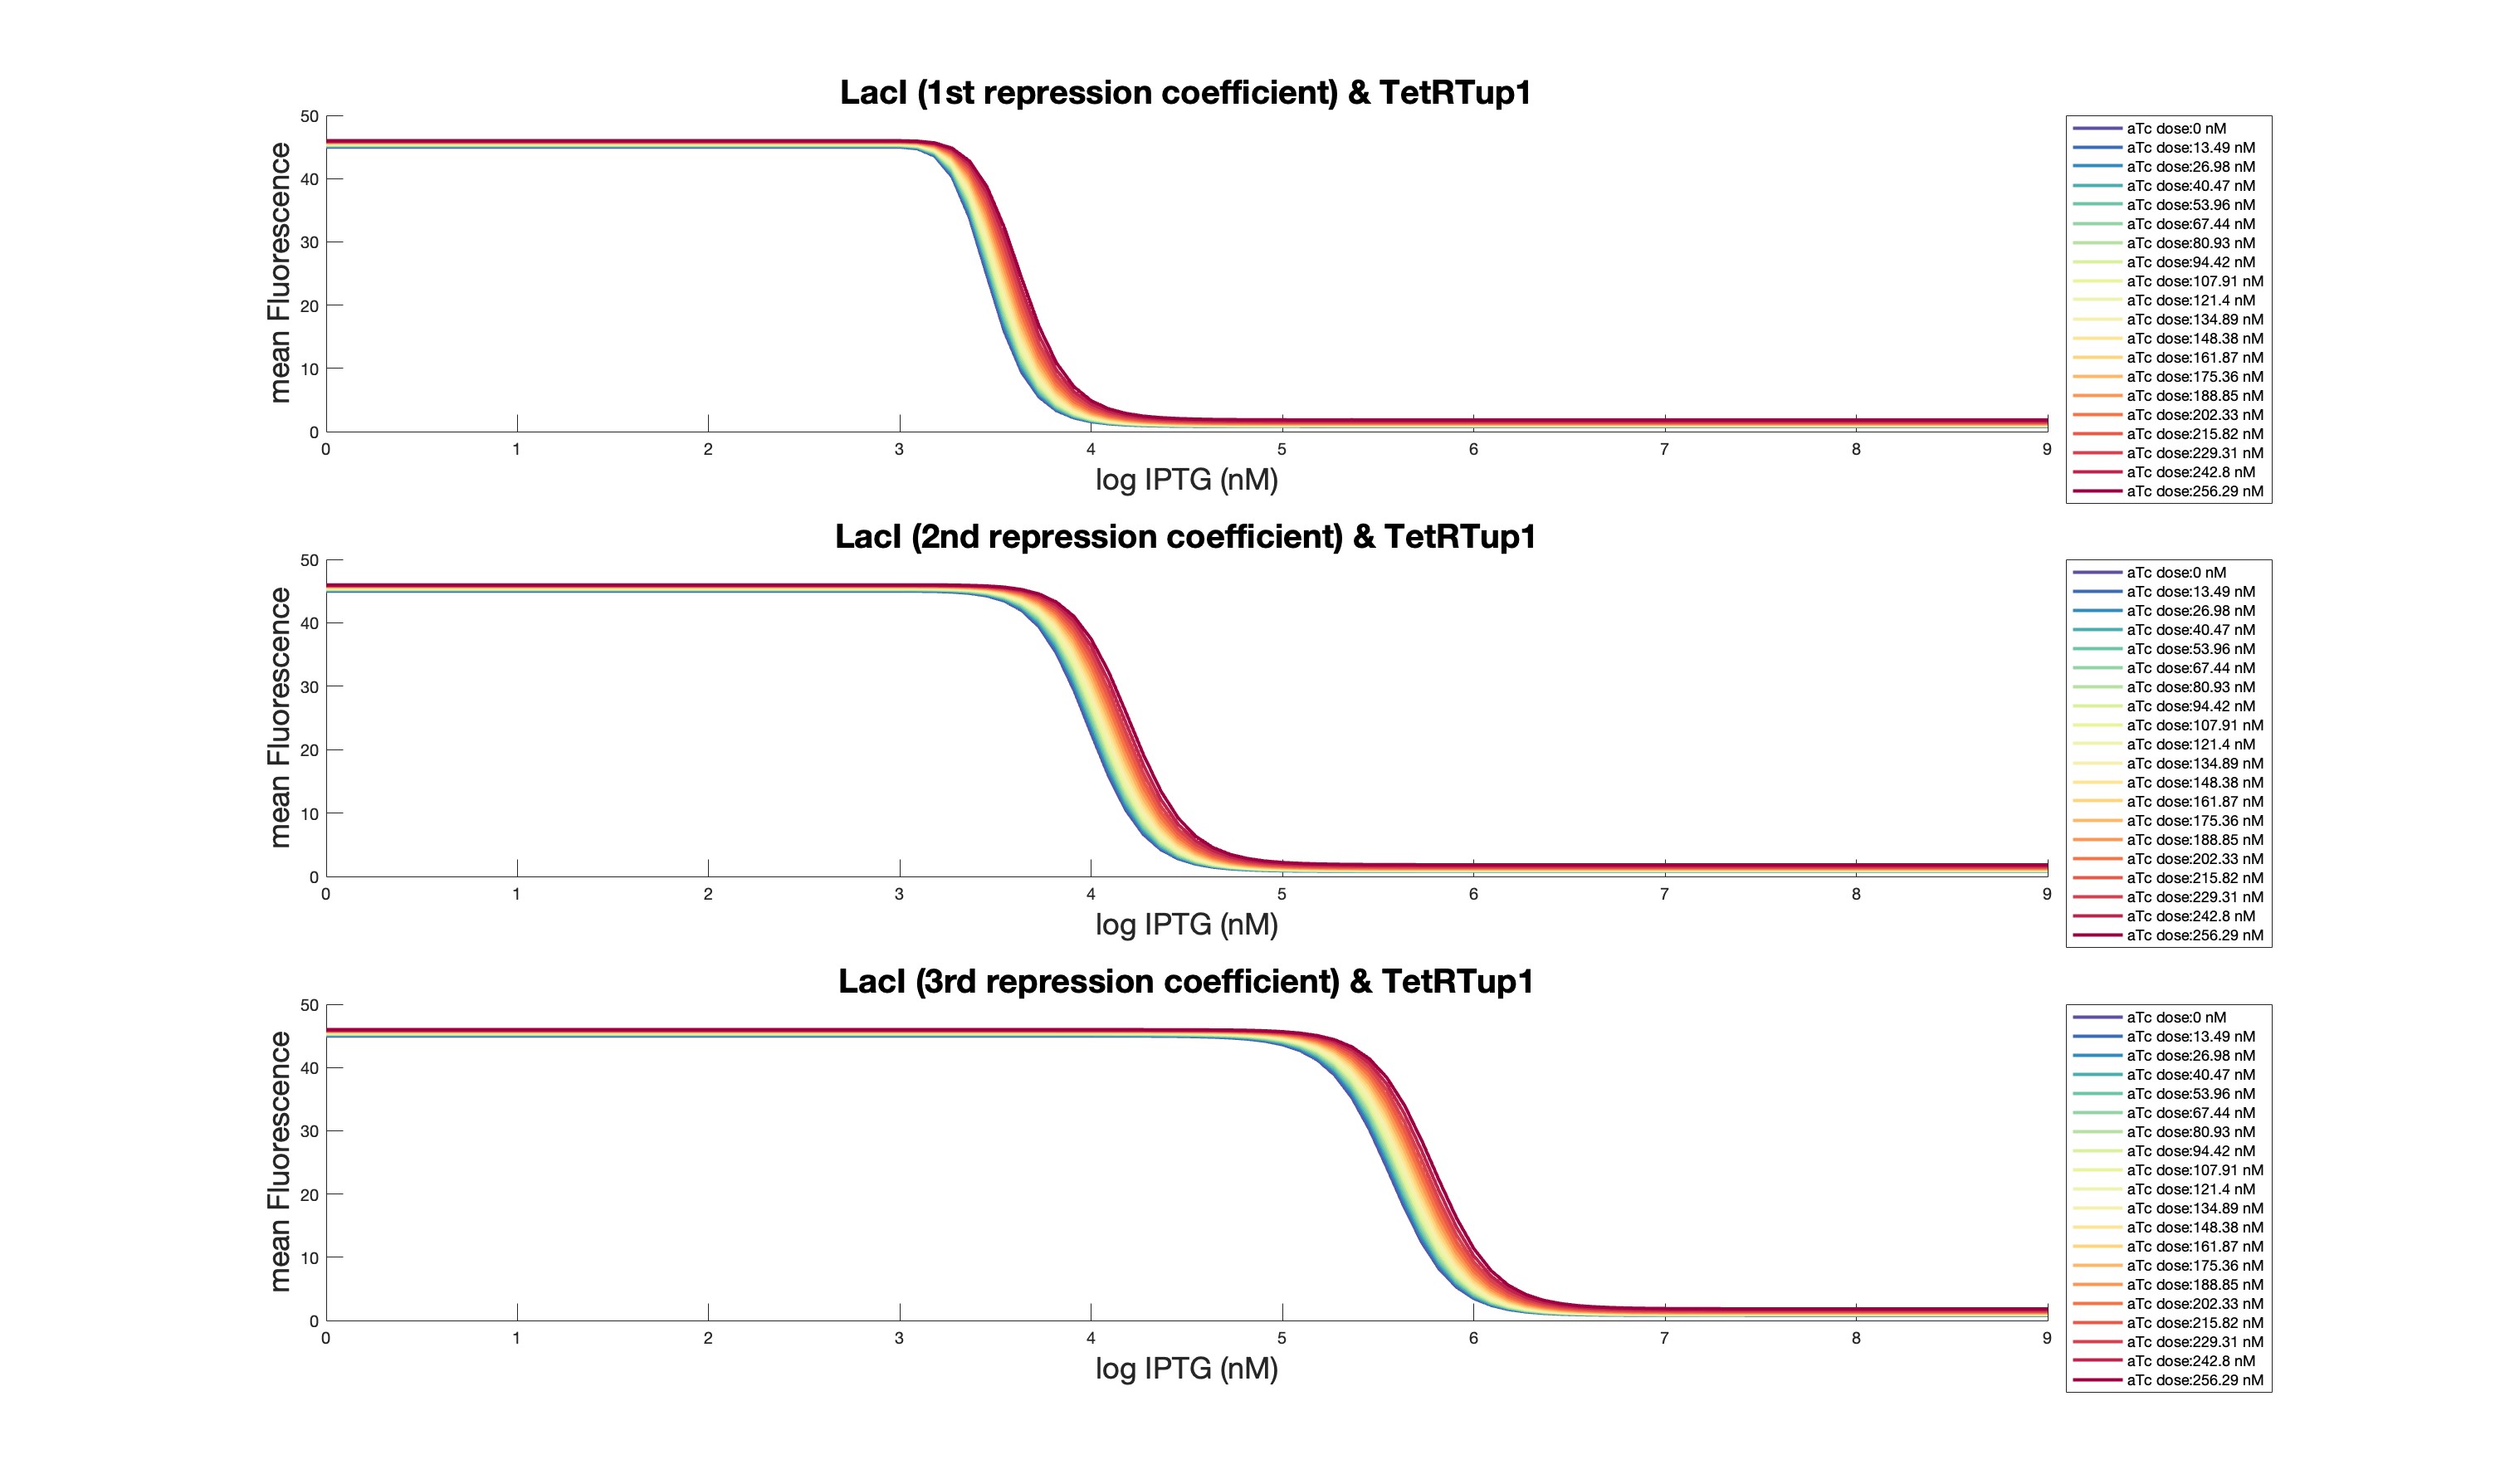 LacI (1st repression coefficient) & TetRTup1
50
40
30
20
10
0
mean Fluorescence
0 1 2 3 4 5 6 7 8 9
log IPTG (nM)
aTc dose:0 nM
aTc dose:13.49 nM
aTc dose:26.98 nM
aTc dose:40.47 nM
aTc dose:53.96 nM
aTc dose:67.44 nM
aTc dose:80.93 nM
aTc dose:94.42 nM
aTc dose:107.91 nM
aTc dose:121.4 nM
aTc dose:134.89 nM
aTc dose:148.38 nM
aTc dose:161.87 nM
aTc dose:175.36 nM
aTc dose:188.85 nM
aTc dose:202.33 nM
aTc dose:215.82 nM
aTc dose:229.31 nM
aTc dose:242.8 nM
aTc dose:256.29 nM
LacI (2nd repression coefficient) & TetRTup1
50
40
30
20
10
0
mean Fluorescence
0 1 2 3 4 5 6 7 8 9
log IPTG (nM)
aTc dose:0 nM
aTc dose:13.49 nM
aTc dose:26.98 nM
aTc dose:40.47 nM
aTc dose:53.96 nM
aTc dose:67.44 nM
aTc dose:80.93 nM
aTc dose:94.42 nM
aTc dose:107.91 nM
aTc dose:121.4 nM
aTc dose:134.89 nM
aTc dose:148.38 nM
aTc dose:161.87 nM
aTc dose:175.36 nM
aTc dose:188.85 nM
aTc dose:202.33 nM
aTc dose:215.82 nM
aTc dose:229.31 nM
aTc dose:242.8 nM
aTc dose:256.29 nM
LacI (3rd repression coefficient) & TetRTup1
50
40
30
20
10
0
mean Fluorescence
0 1 2 3 4 5 6 7 8 9
log IPTG (nM)
aTc dose:0 nM
aTc dose:13.49 nM
aTc dose:26.98 nM
aTc dose:40.47 nM
aTc dose:53.96 nM
aTc dose:67.44 nM
aTc dose:80.93 nM
aTc dose:94.42 nM
aTc dose:107.91 nM
aTc dose:121.4 nM
aTc dose:134.89 nM
aTc dose:148.38 nM
aTc dose:161.87 nM
aTc dose:175.36 nM
aTc dose:188.85 nM
aTc dose:202.33 nM
aTc dose:215.82 nM
aTc dose:229.31 nM
aTc dose:242.8 nM
aTc dose:256.29 nM